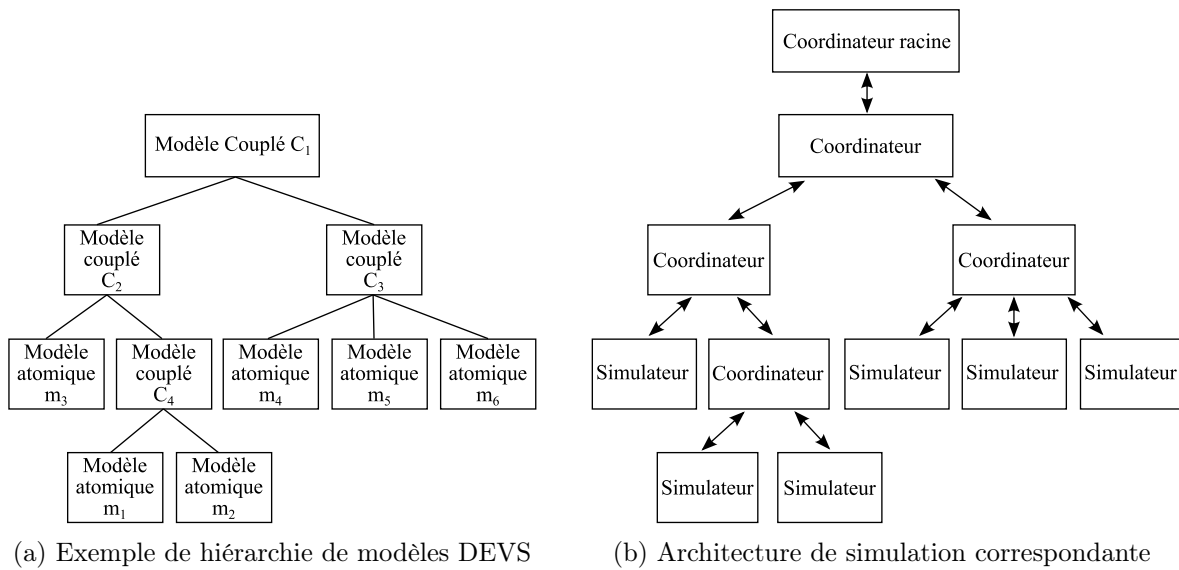 Coordinateur racine
Modèle Couplé C₁
Coordinateur
Modèle
couplé
C₂
Modèle
couplé
C₃
Coordinateur
Coordinateur
Modèle
atomique
m₃
Modèle
couplé
C₄
Modèle
atomique
m₄
Modèle
atomique
m₅
Modèle
atomique
m₆
Simulateur
Coordinateur
Simulateur
Simulateur
Simulateur
Modèle
atomique
m₁
Modèle
atomique
m₂
Simulateur
Simulateur
(a) Exemple de hiérarchie de modèles DEVS
(b) Architecture de simulation correspondante